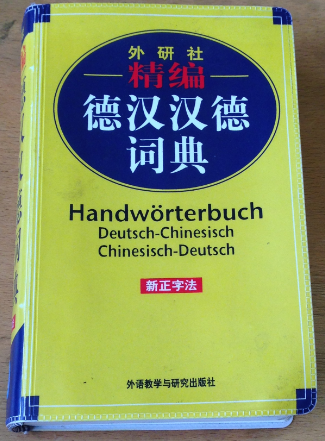 外研社
精编
德汉汉德
词典
Handwörterbuch
Deutsch-Chinesisch
Chinesisch-Deutsch
新正字法
外语教学与研究出版社